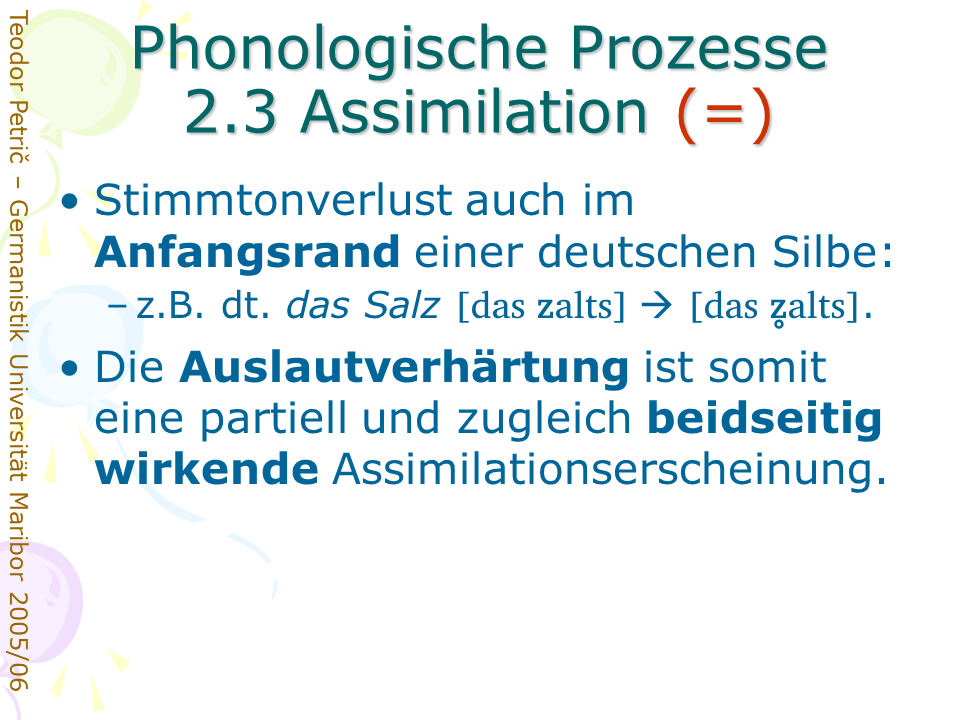 Phonologische Prozesse
2.3 Assimilation (=)
• Stimmtonverlust auch im
Anfangsrand einer deutschen Silbe:
– z.B. dt. das Salz [das zalts] → [das z̥alts].
• Die Auslautverhärtung ist somit
eine partiell und zugleich beidseitig
wirkende Assimilationserscheinung.
Teodor Petrič – Germanistik Universität Maribor 2005/06